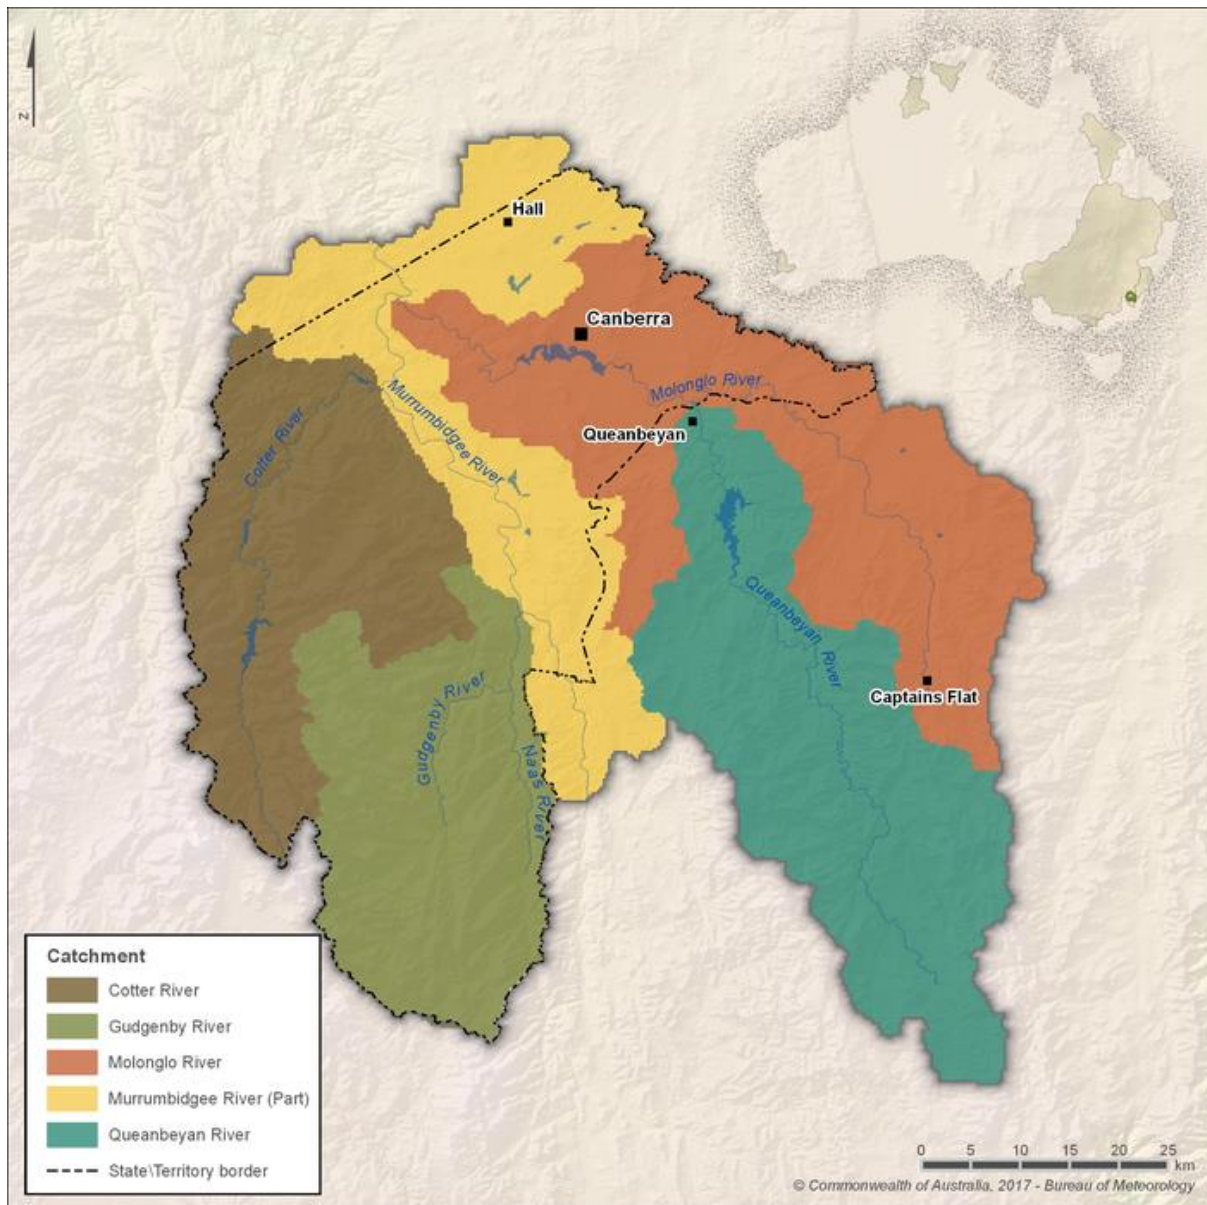 N
Hall
Canberra
Molonglo River
Murrumbidgee River
Queanbeyan
Cotter River
Queanbeyan River
Captains Flat
Gudgenby River
Naas River
Catchment
Cotter River
Gudgenby River
Molonglo River
Murrumbidgee River (Part)
Queanbeyan River
State\Territory border
0 5 10 15 20 25
km
© Commonwealth of Australia, 2017 - Bureau of Meteorology